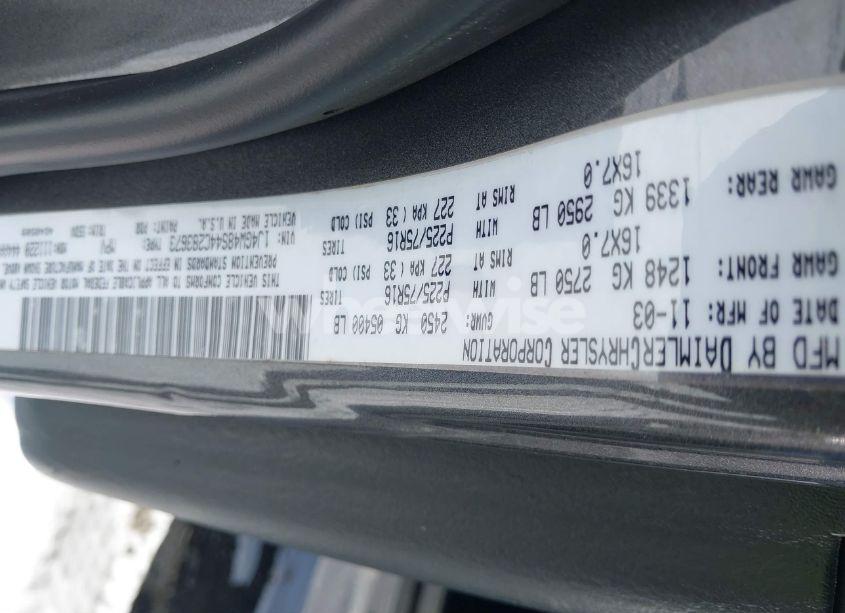 MFD BY DAIMLERCHRYSLER CORPORATION
DATE OF MFR: 11-03 GVWR: 2450 KG 05400 LB
GAWR FRONT: 1248 KG 2750 LB WITH P225/75R16 TIRES
16X7.0 RIMS AT 227 KPA ( 33 PSI) COLD
GAWR REAR: 1339 KG 2950 LB WITH P225/75R16 TIRES
16X7.0 RIMS AT 227 KPA ( 33 PSI) COLD
THIS VEHICLE CONFORMS TO ALL APPLICABLE FEDERAL MOTOR VEHICLE SAFETY
PREVENTION STANDARDS IN EFFECT ON THE DATE OF MANUFACTURE SHOWN ABOVE.
VIN: 1J4GW48S44C283673 TYPE: MPV
VEHICLE MADE IN U.S.A. PAINT: PDR